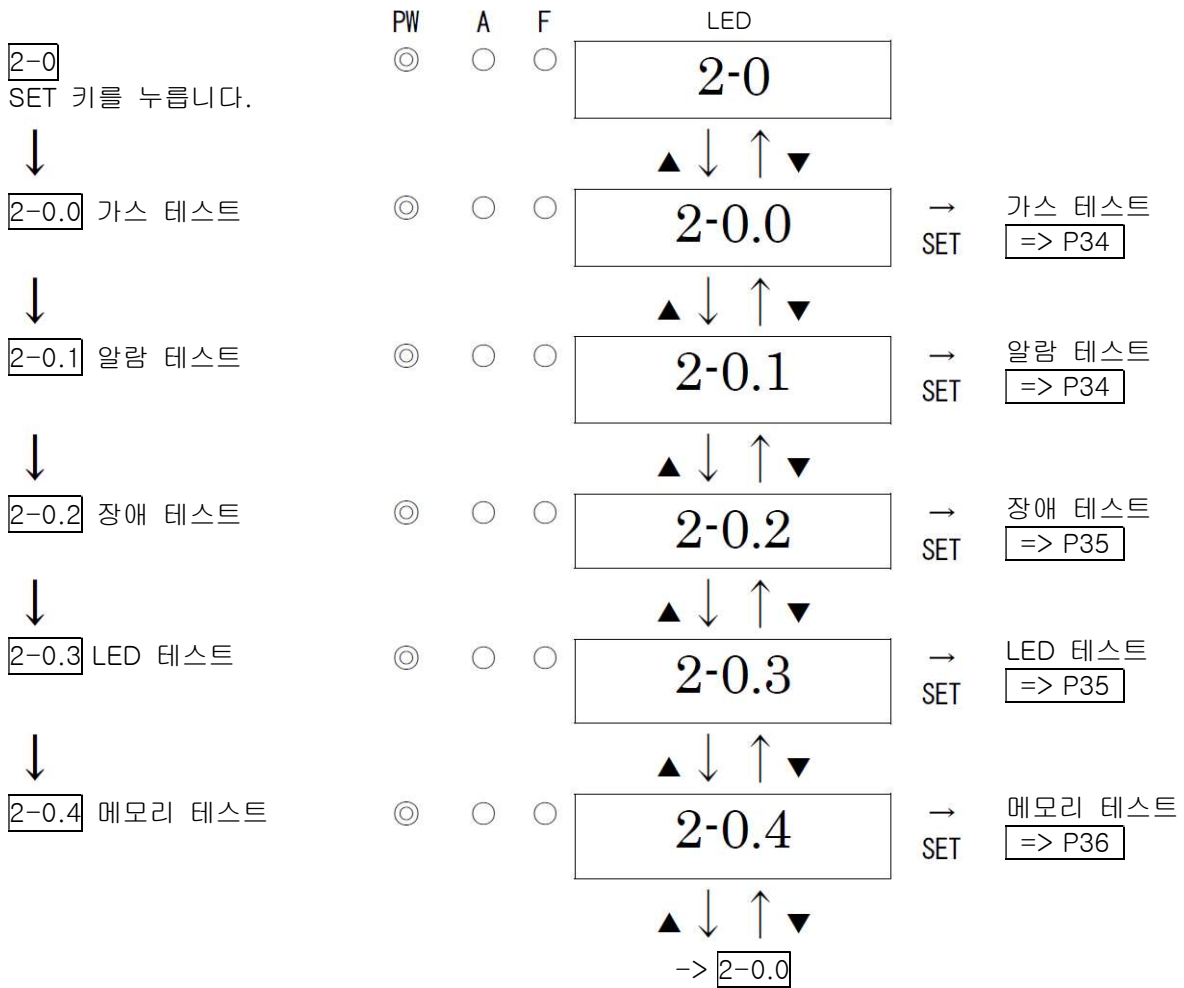 PW A F LED
2-0 ◎ ○ ○ 2-0
SET 키를 누릅니다.
↓ ▲ ↓ ↑ ▼
2-0.0 가스 테스트 ◎ ○ ○ 2-0.0 → 가스 테스트
SET => P34
↓ ▲ ↓ ↑ ▼
2-0.1 알람 테스트 ◎ ○ ○ 2-0.1 → 알람 테스트
SET => P34
↓ ▲ ↓ ↑ ▼
2-0.2 장애 테스트 ◎ ○ ○ 2-0.2 → 장애 테스트
SET => P35
↓ ▲ ↓ ↑ ▼
2-0.3 LED 테스트 ◎ ○ ○ 2-0.3 → LED 테스트
SET => P35
↓ ▲ ↓ ↑ ▼
2-0.4 메모리 테스트 ◎ ○ ○ 2-0.4 → 메모리 테스트
SET => P36
▲ ↓ ↑ ▼
-> 2-0.0